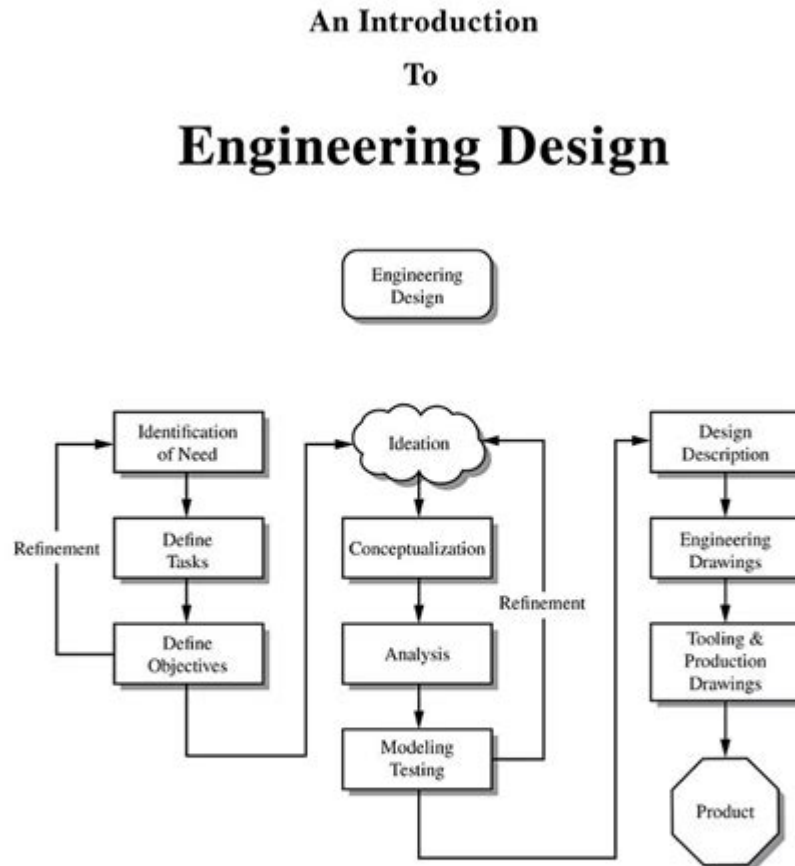 An Introduction
To
Engineering Design
Engineering
Design
Identification
of Need
Refinement
Define
Tasks
Define
Objectives
Ideation
Conceptualization
Refinement
Analysis
Modeling
Testing
Design
Description
Engineering
Drawings
Tooling &
Production
Drawings
Product